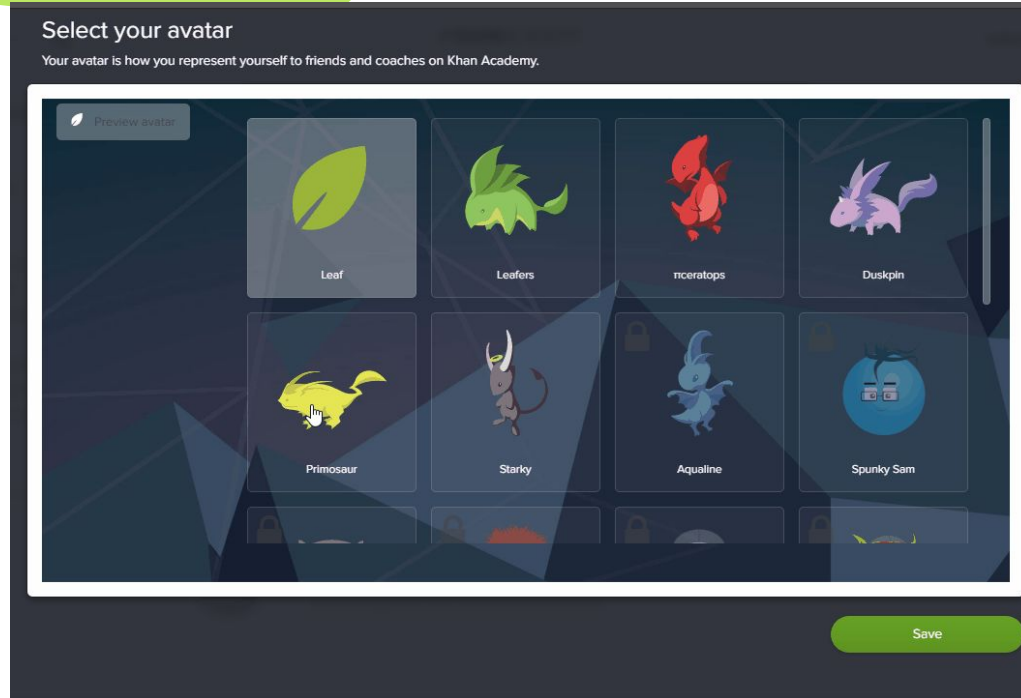 Select your avatar
Your avatar is how you represent yourself to friends and coaches on Khan Academy.
Preview avatar
Leaf
Leafers
πceratops
Duskpin
Primosaur
Starky
Aqualine
Spunky Sam
Save